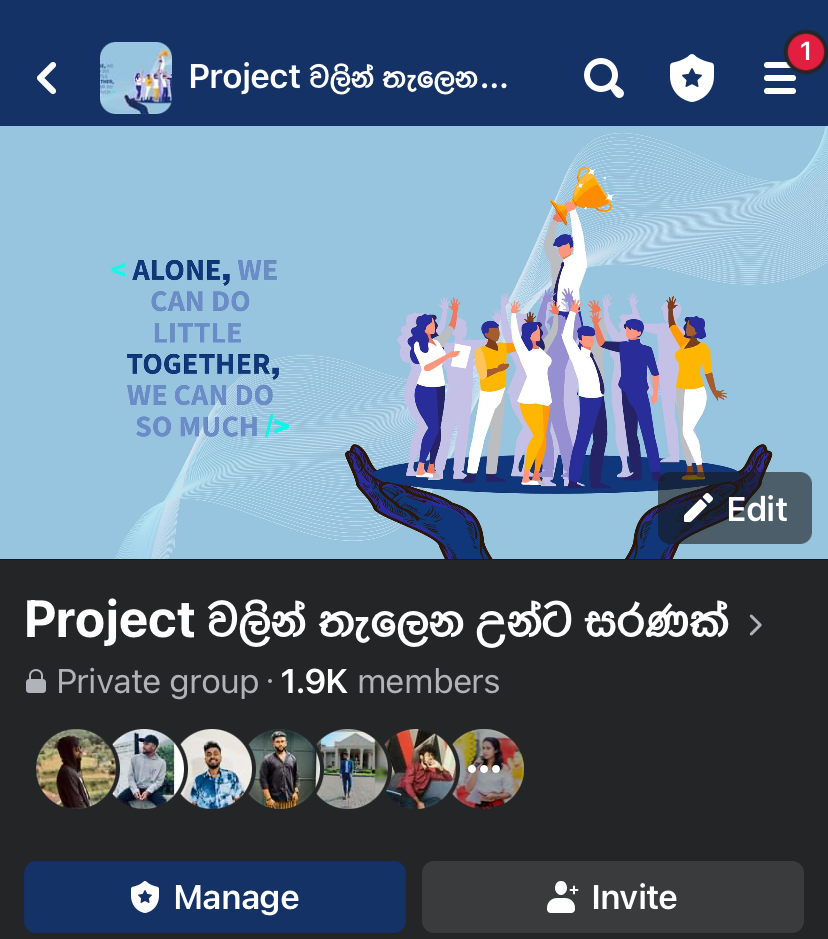 Project වලින් තැලෙන...
1
< ALONE, WE
CAN DO
LITTLE
TOGETHER,
WE CAN DO
SO MUCH />
Edit
Project වලින් තැලෙන උන්ට සරණක්
Private group · 1.9K members
Manage
Invite